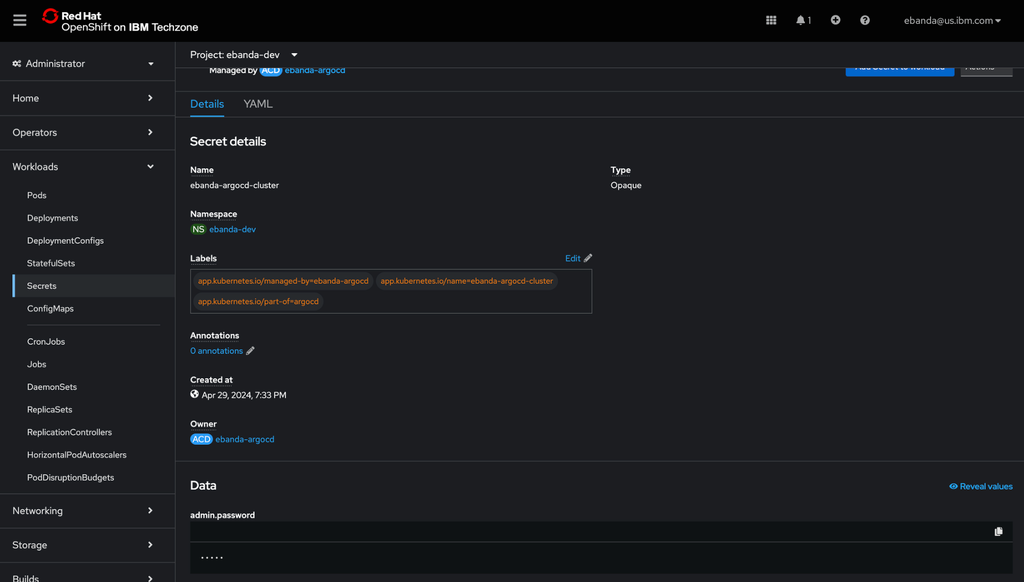 Red Hat
OpenShift on IBM Techzone
1
ebanda@us.ibm.com
Administrator
Home
Operators
Workloads
Pods
Deployments
DeploymentConfigs
StatefulSets
Secrets
ConfigMaps
CronJobs
Jobs
DaemonSets
ReplicaSets
ReplicationControllers
HorizontalPodAutoscalers
PodDisruptionBudgets
Networking
Storage
Builds
Project: ebanda-dev
Managed by ACD ebanda-argocd
Add Secret to workload
Actions
Details YAML
Secret details
Name
ebanda-argocd-cluster
Type
Opaque
Namespace
NS ebanda-dev
Labels
Edit
app.kubernetes.io/managed-by=ebanda-argocd app.kubernetes.io/name=ebanda-argocd-cluster
app.kubernetes.io/part-of=argocd
Annotations
0 annotations
Created at
Apr 29, 2024, 7:33 PM
Owner
ACD ebanda-argocd
Data
Reveal values
admin.password
•••••